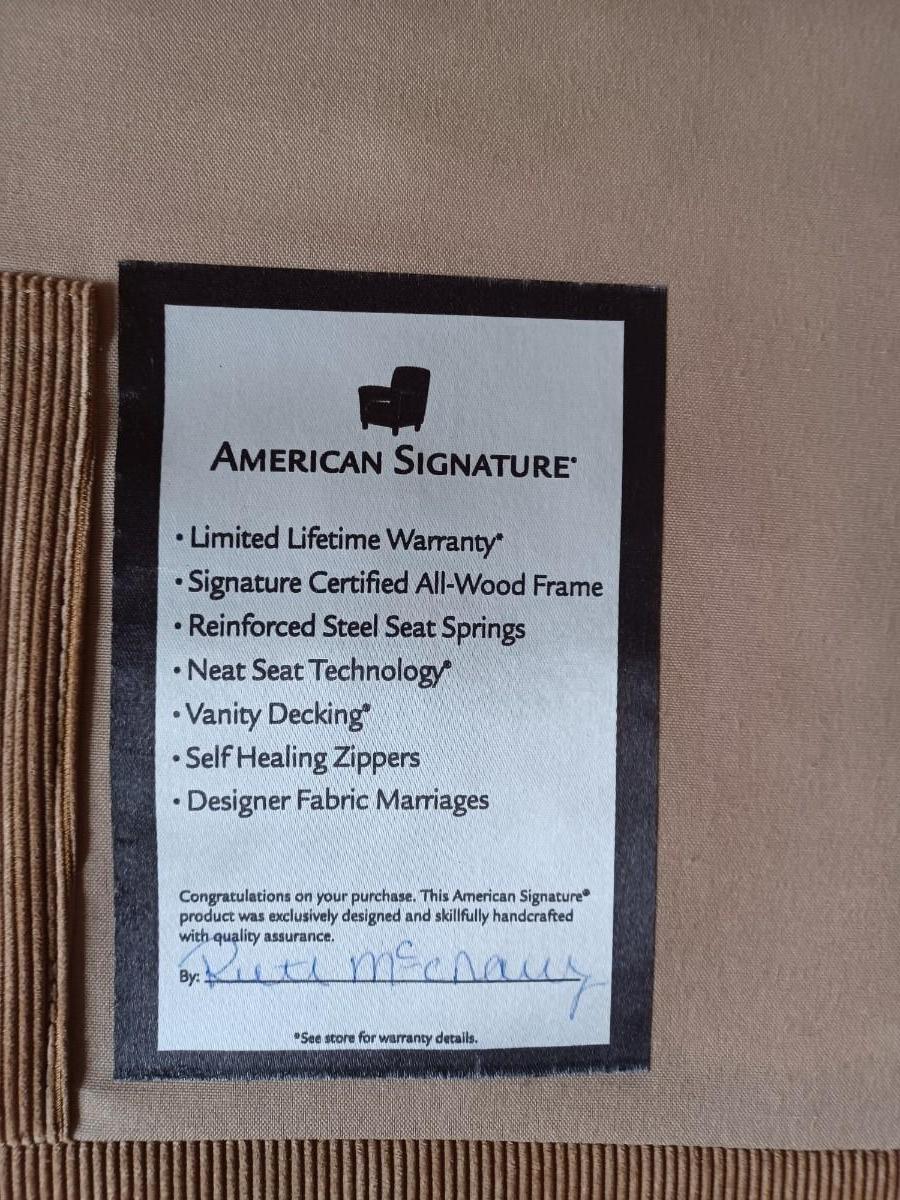 AMERICAN SIGNATURE®
• Limited Lifetime Warranty*
• Signature Certified All-Wood Frame
• Reinforced Steel Seat Springs
• Neat Seat Technology®
• Vanity Decking®
• Self Healing Zippers
• Designer Fabric Marriages
Congratulations on your purchase. This American Signature®
product was exclusively designed and skillfully handcrafted
with quality assurance.
By:
*See store for warranty details.